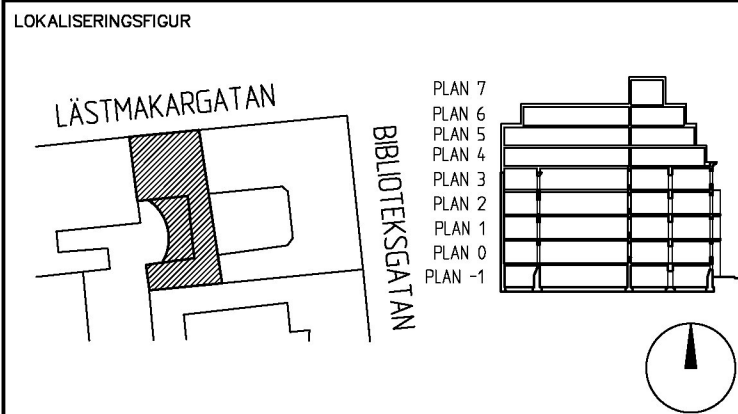 LOKALISERINGSFIGUR
LÄSTMAKARGATAN
BIBLIOTEKSGATAN
PLAN 7
PLAN 6
PLAN 5
PLAN 4
PLAN 3
PLAN 2
PLAN 1
PLAN 0
PLAN -1